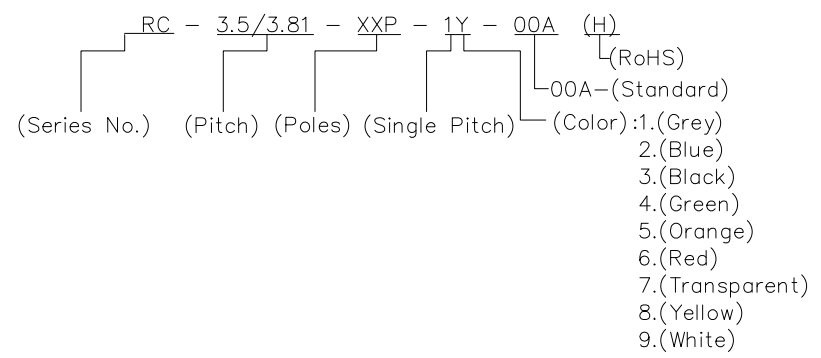 RC - 3.5/3.81 - XXP - 1Y - 00A (H)
(RoHS)
00A-(Standard)
(Series No.) (Pitch) (Poles) (Single Pitch) (Color):1.(Grey)
2.(Blue)
3.(Black)
4.(Green)
5.(Orange)
6.(Red)
7.(Transparent)
8.(Yellow)
9.(White)